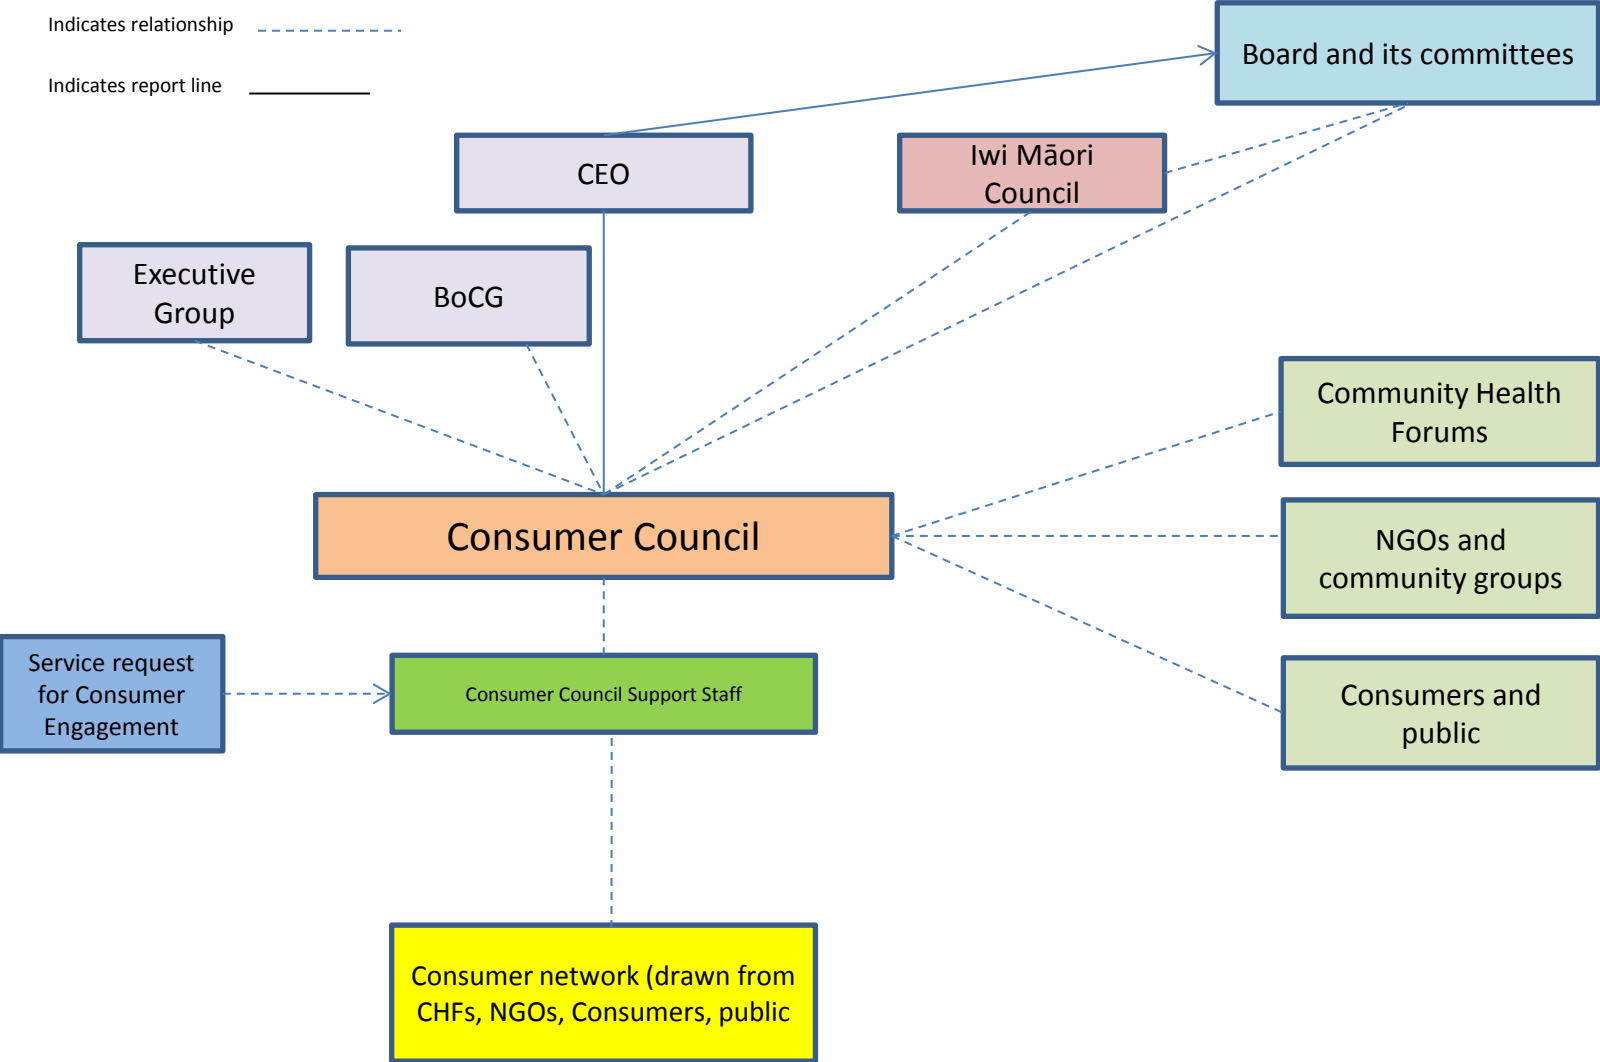 Indicates relationship
Indicates report line
Board and its committees
CEO
Iwi Māori
Council
Executive
Group
BoCG
Community Health
Forums
Consumer Council
NGOs and
community groups
Service request
for Consumer
Engagement
Consumer Council Support Staff
Consumers and
public
Consumer network (drawn from
CHFs, NGOs, Consumers, public